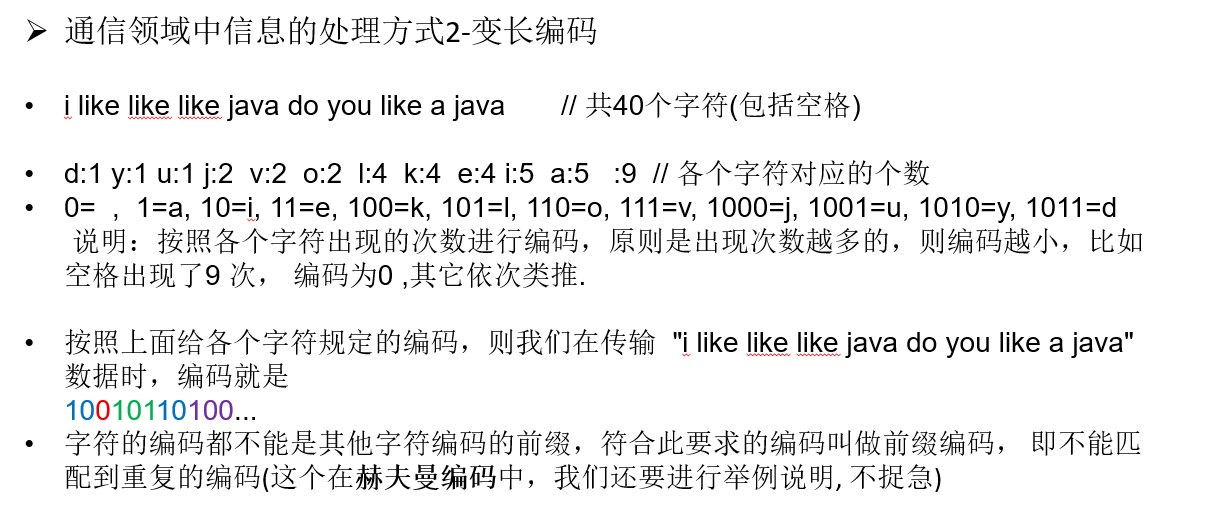 ➢ 通信领域中信息的处理方式2-变长编码
• i like like like java do you like a java // 共40个字符(包括空格)
• d:1 y:1 u:1 j:2 v:2 o:2 l:4 k:4 e:4 i:5 a:5 :9 // 各个字符对应的个数
• 0= , 1=a, 10=i, 11=e, 100=k, 101=l, 110=o, 111=v, 1000=j, 1001=u, 1010=y, 1011=d
说明：按照各个字符出现的次数进行编码，原则是出现次数越多的，则编码越小，比如
空格出现了9 次， 编码为0 ,其它依次类推.
• 按照上面给各个字符规定的编码，则我们在传输 "i like like like java do you like a java"
数据时，编码就是
10010110100...
• 字符的编码都不能是其他字符编码的前缀，符合此要求的编码叫做前缀编码， 即不能匹
配到重复的编码(这个在赫夫曼编码中，我们还要进行举例说明, 不捉急)